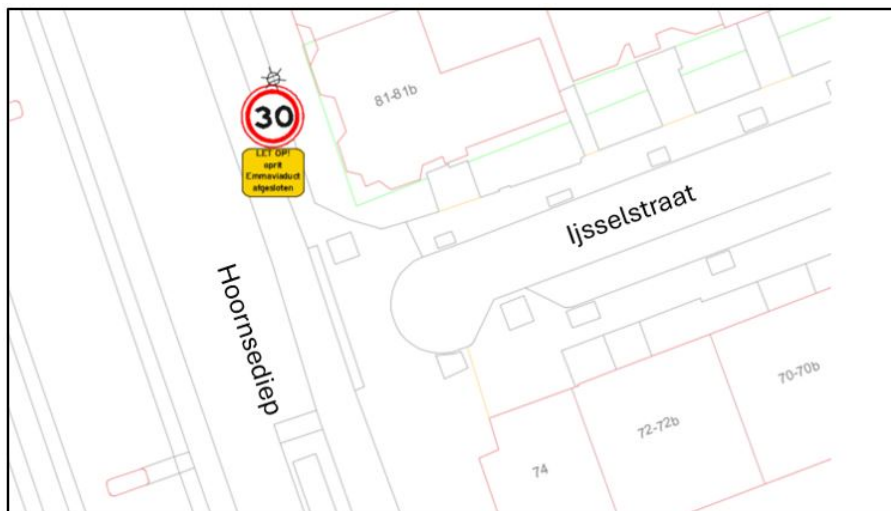 81-81b
30
LET OP!
oprit
Emmaviaduct
afgesloten
Ijsselstraat
Hoornsediep
70-70b
72-72b
74